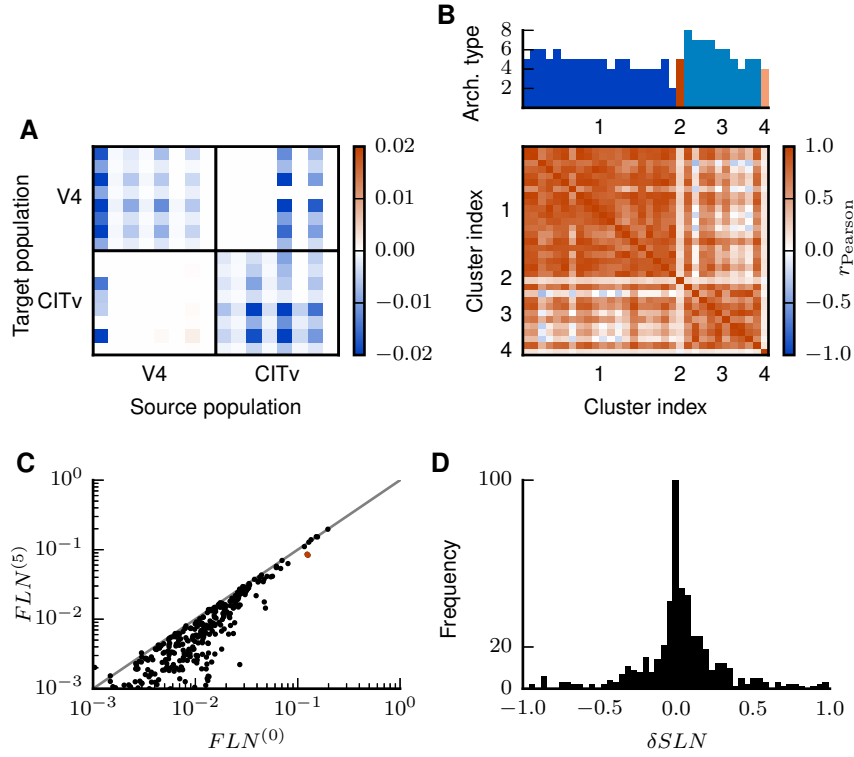 B
Arch. type
8
6
4
2
1 2 3 4
A
Target population
V4
CITv
0.02
0.01
0.00
−0.01
−0.02
V4 CITv
Source population
Cluster index
1
2
3
4
1.0
0.5
0.0
−0.5
−1.0
r_Pearson
1 2 3 4
Cluster index
C
FLN^(5)
10^0
10^−1
10^−2
10^−3
10^−3 10^−2 10^−1 10^0
FLN^(0)
D
Frequency
100
20
0
−1.0 −0.5 0.0 0.5 1.0
δSLN